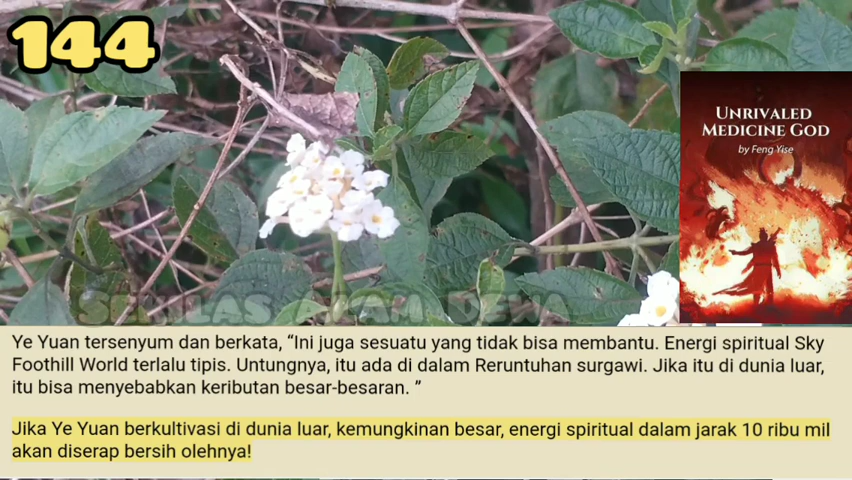 144
UNRIVALED
MEDICINE GOD
by Feng Yise
SEKILAS ALAM DEWA
Ye Yuan tersenyum dan berkata, “Ini juga sesuatu yang tidak bisa membantu. Energi spiritual Sky
Foothill World terlalu tipis. Untungnya, itu ada di dalam Reruntuhan surgawi. Jika itu di dunia luar,
itu bisa menyebabkan keributan besar-besaran. ”
Jika Ye Yuan berkultivasi di dunia luar, kemungkinan besar, energi spiritual dalam jarak 10 ribu mil
akan diserap bersih olehnya!